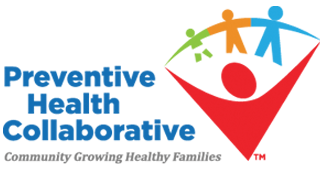 Preventive
Health
Collaborative
Community Growing Healthy Families
TM